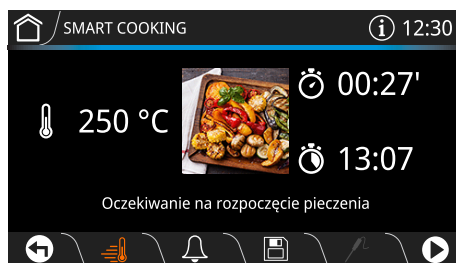 SMART COOKING
i 12:30
250 °C
00:27'
13:07
Oczekiwanie na rozpoczęcie pieczenia